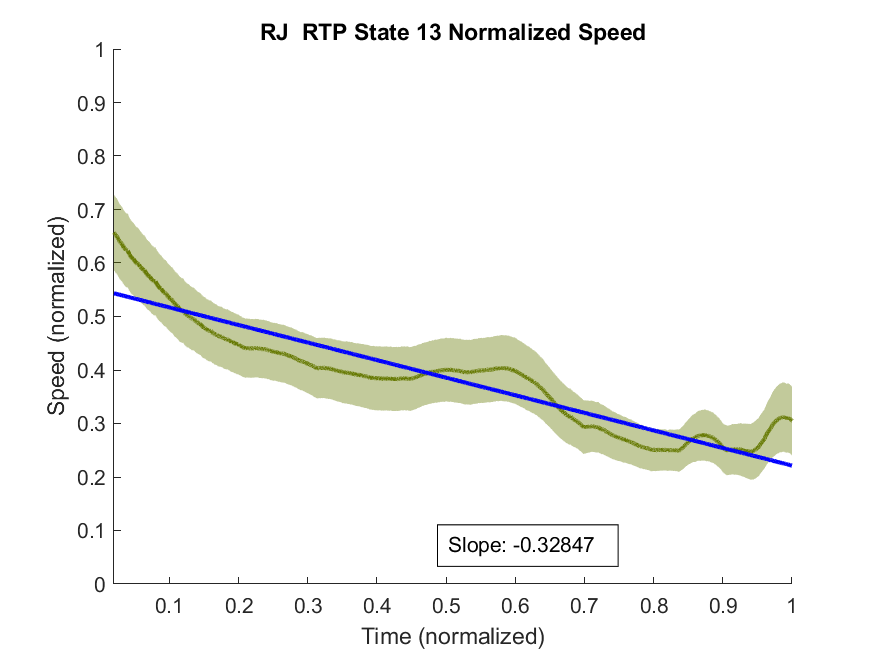 RJ  RTP State 13 Normalized Speed
1
0.9
0.8
0.7
0.6
0.5
0.4
0.3
0.2
0.1
0
Speed (normalized)
Slope: -0.32847
0.1 0.2 0.3 0.4 0.5 0.6 0.7 0.8 0.9 1
Time (normalized)